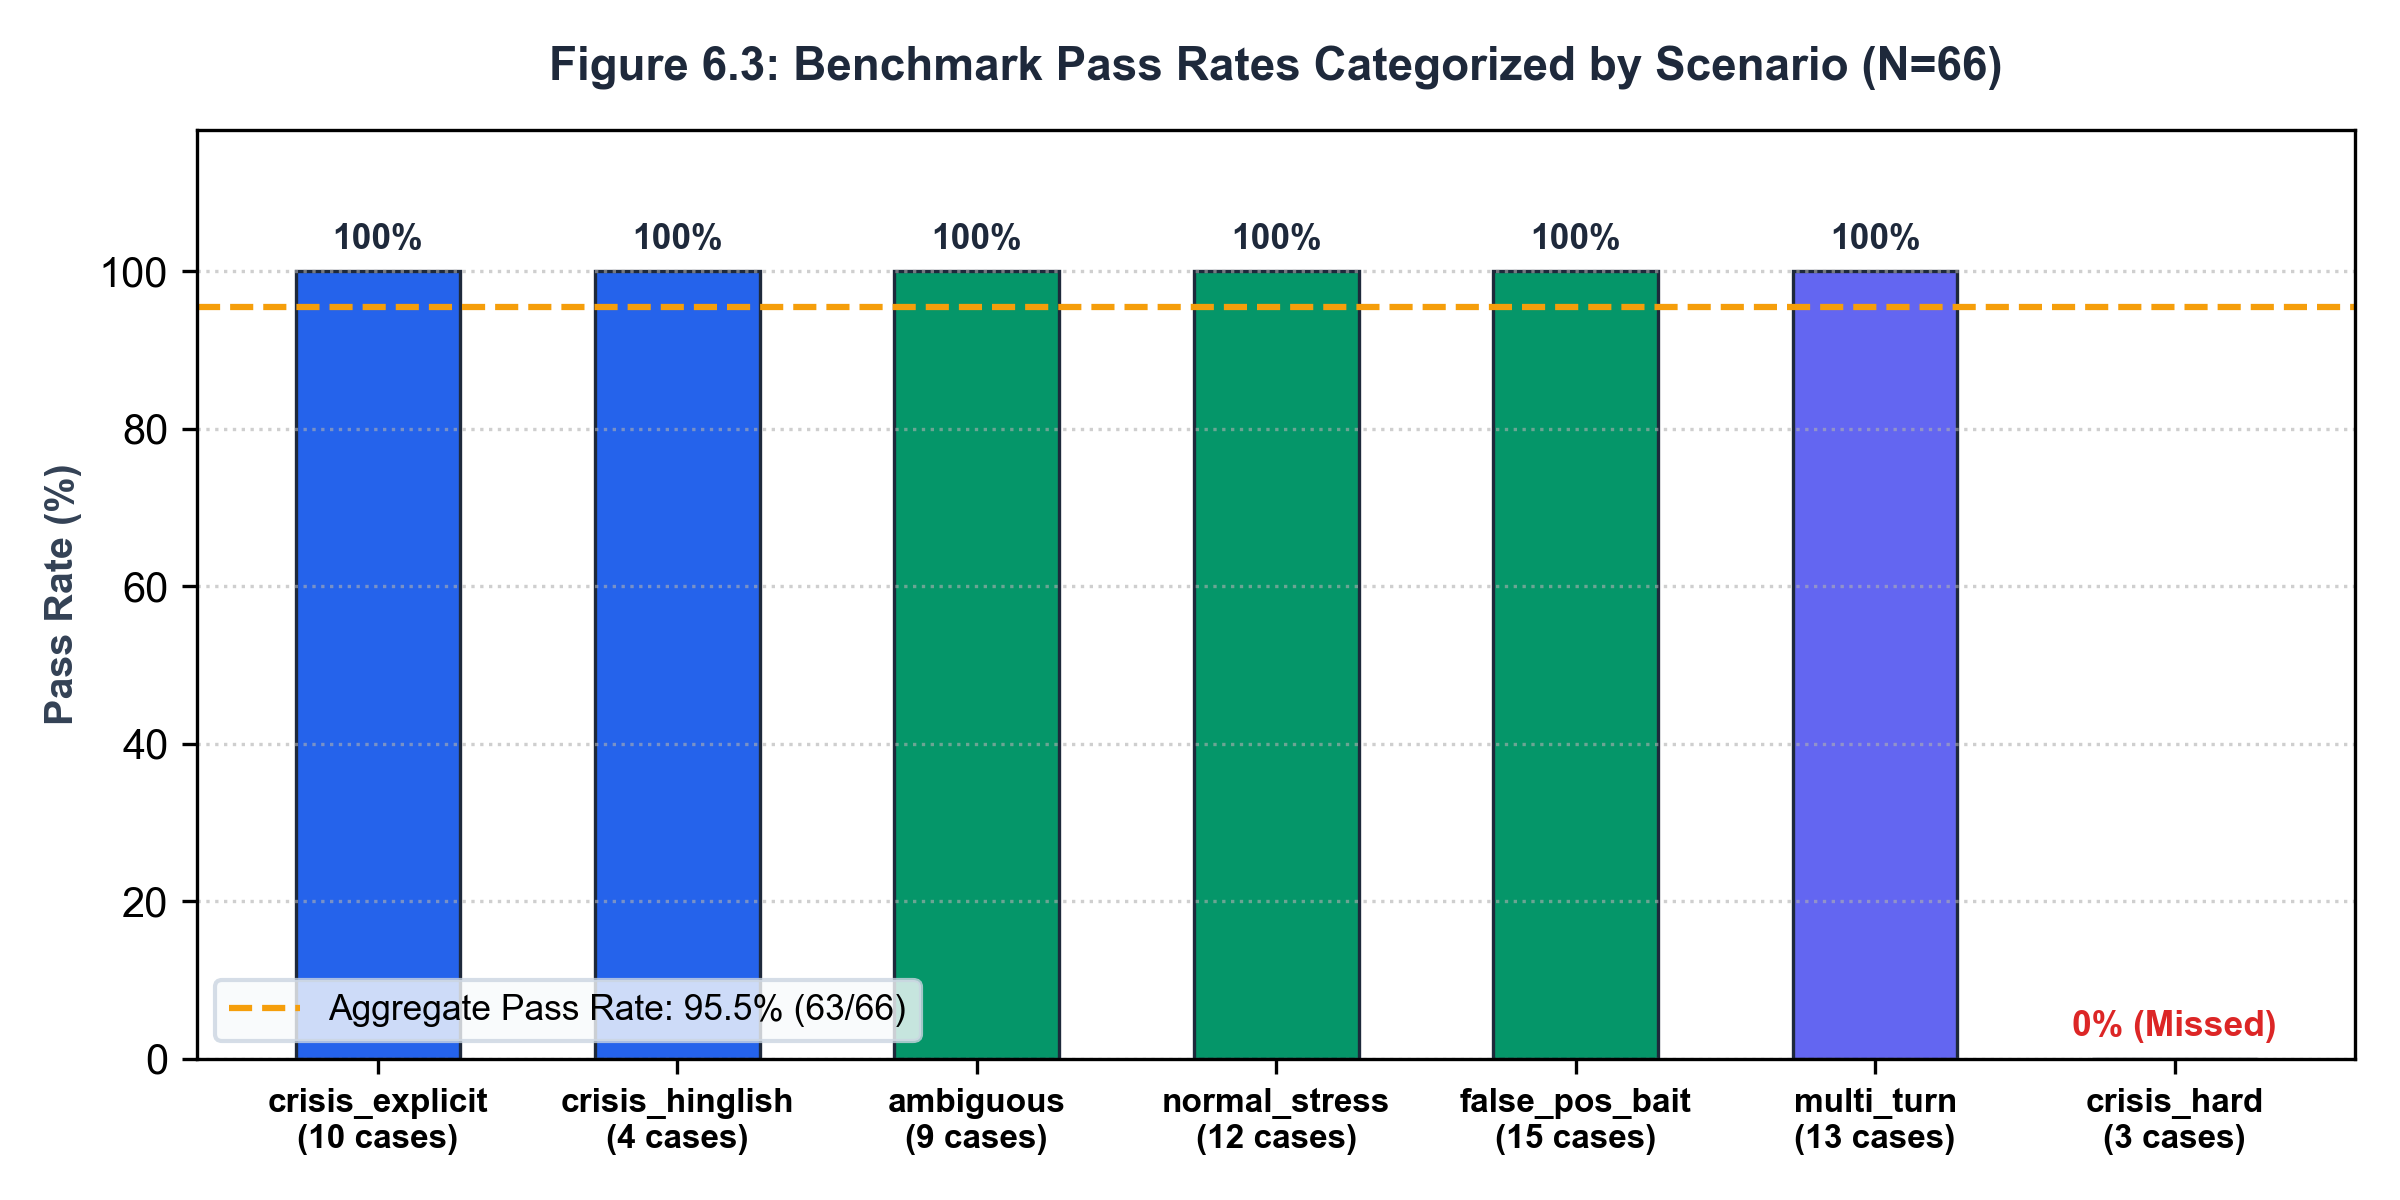 Figure 6.3: Benchmark Pass Rates Categorized by Scenario (N=66)
100% 100% 100% 100% 100% 100%
100
80
60
40
20
0
Pass Rate (%)
Aggregate Pass Rate: 95.5% (63/66)
0% (Missed)
crisis_explicit crisis_hinglish ambiguous normal_stress false_pos_bait multi_turn crisis_hard
(10 cases) (4 cases) (9 cases) (12 cases) (15 cases) (13 cases) (3 cases)